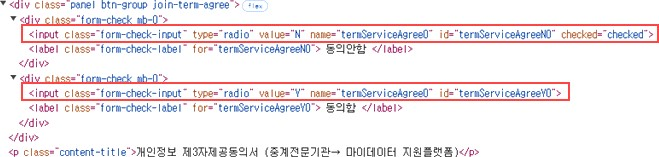 ▼<div class="panel btn-group join-term-agree"> flex
▼<div class="form-check mb-0">
<input class="form-check-input" type="radio" value="N" name="termServiceAgree0" id="termServiceAgreeN0" checked="checked">
<label class="form-check-label" for="termServiceAgreeN0"> 동의안함 </label>
</div>
▼<div class="form-check mb-0">
<input class="form-check-input" type="radio" value="Y" name="termServiceAgree0" id="termServiceAgreeY0">
<label class="form-check-label" for="termServiceAgreeY0"> 동의함 </label>
</div>
</div>
<p class="content-title">개인정보 제3자제공동의서 (중계전문기관→ 마이데이터 지원플랫폼)</p>